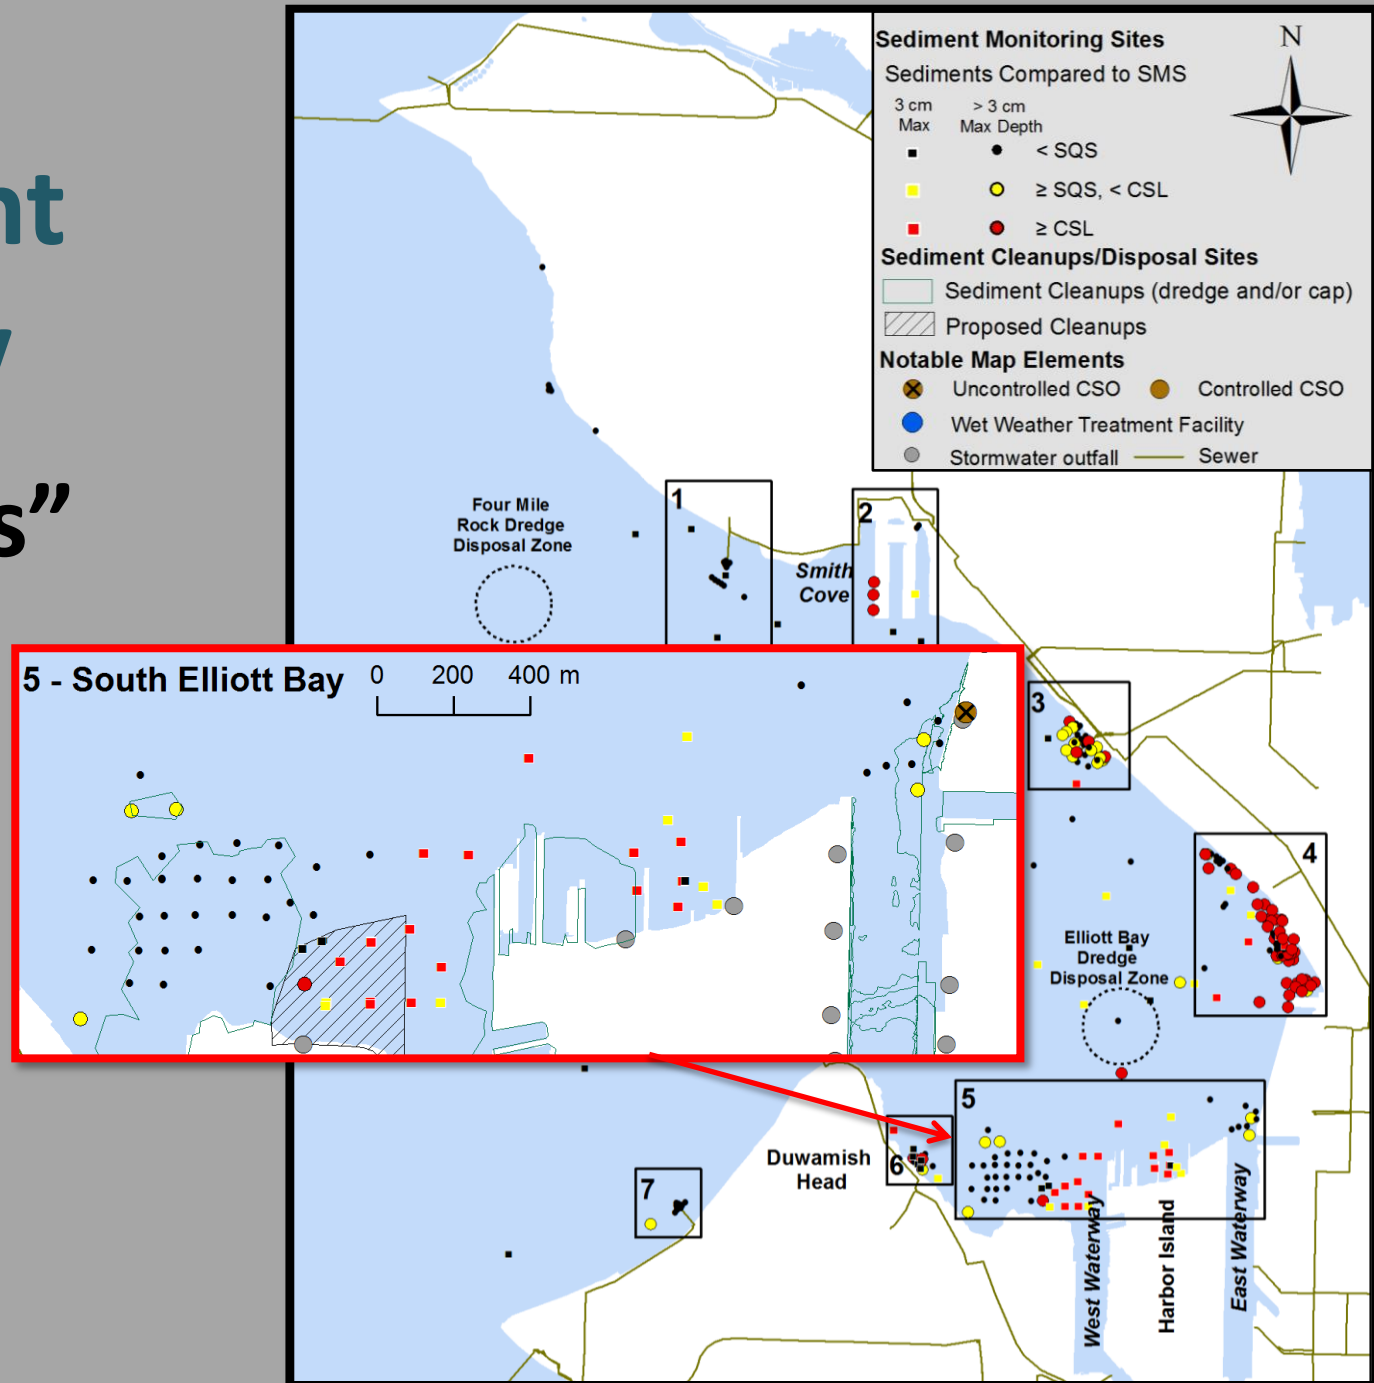 nt
y
s”
Sediment Monitoring Sites
Sediments Compared to SMS
3 cm
Max
> 3 cm
Max Depth
< SQS
≥ SQS, < CSL
≥ CSL
Sediment Cleanups/Disposal Sites
Sediment Cleanups (dredge and/or cap)
Proposed Cleanups
Notable Map Elements
Uncontrolled CSO
Controlled CSO
Wet Weather Treatment Facility
Stormwater outfall
Sewer
N
Four Mile
Rock Dredge
Disposal Zone
1
2
Smith
Cove
5 - South Elliott Bay
0 200 400 m
3
4
Elliott Bay
Dredge
Disposal Zone
5
6
Duwamish
Head
7
West Waterway
Harbor Island
East Waterway